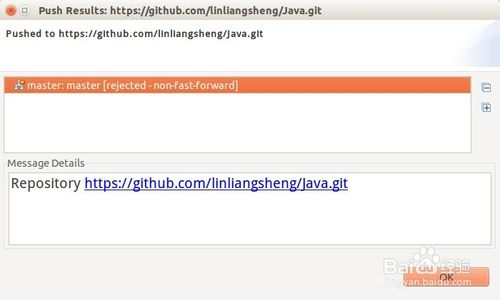 Push Results: https://github.com/linliangsheng/Java.git
Pushed to https://github.com/linliangsheng/Java.git
master: master [rejected - non-fast-forward]
Message Details
Repository https://github.com/linliangsheng/Java.git
OK
Baidu 经验
jingyan.baidu.com